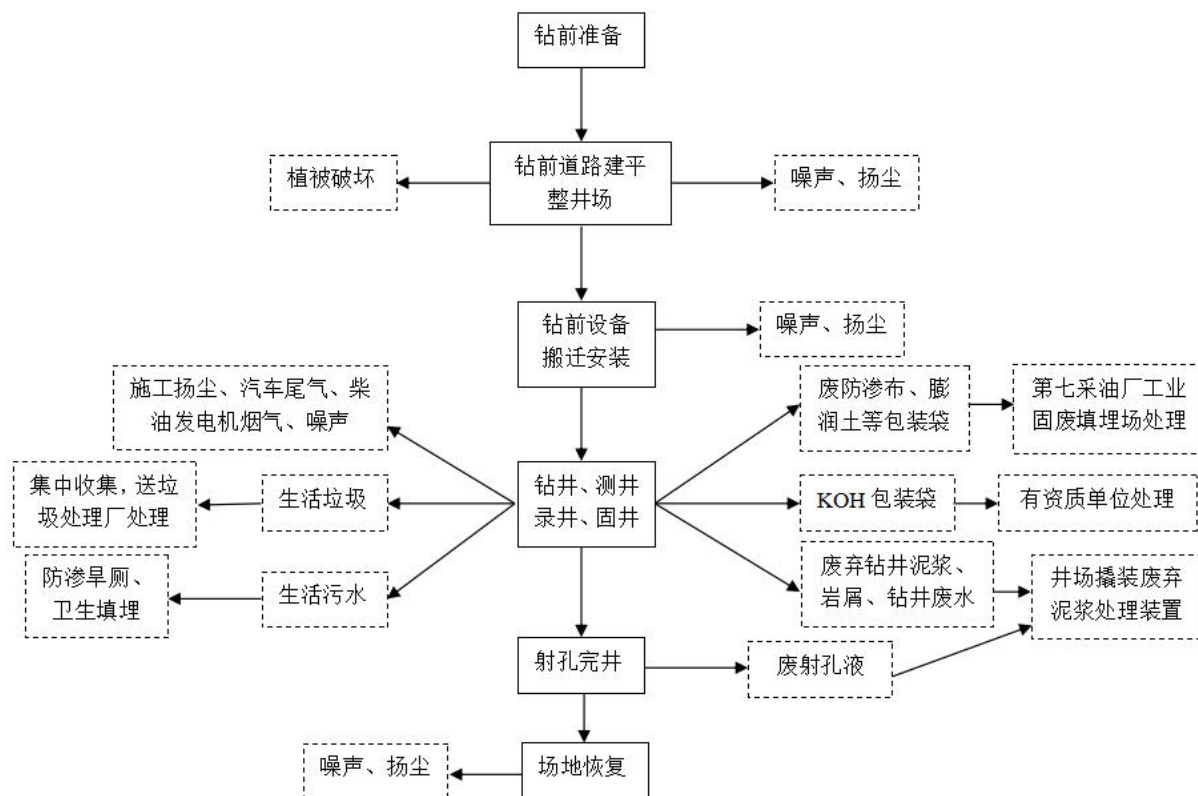 钻前准备
植被破坏
钻前道路建平
整井场
噪声、扬尘
钻前设备
搬迁安装
噪声、扬尘
施工扬尘、汽车尾气、柴
油发电机烟气、噪声
废防渗布、膨
润土等包装袋
第七采油厂工业
固废填埋场处理
集中收集，送垃
圾处理厂处理
生活垃圾
钻井、测井
录井、固井
KOH 包装袋
有资质单位处理
防渗旱厕、
卫生填埋
生活污水
废弃钻井泥浆、
岩屑、钻井废水
井场撬装废弃
泥浆处理装置
射孔完井
废射孔液
噪声、扬尘
场地恢复